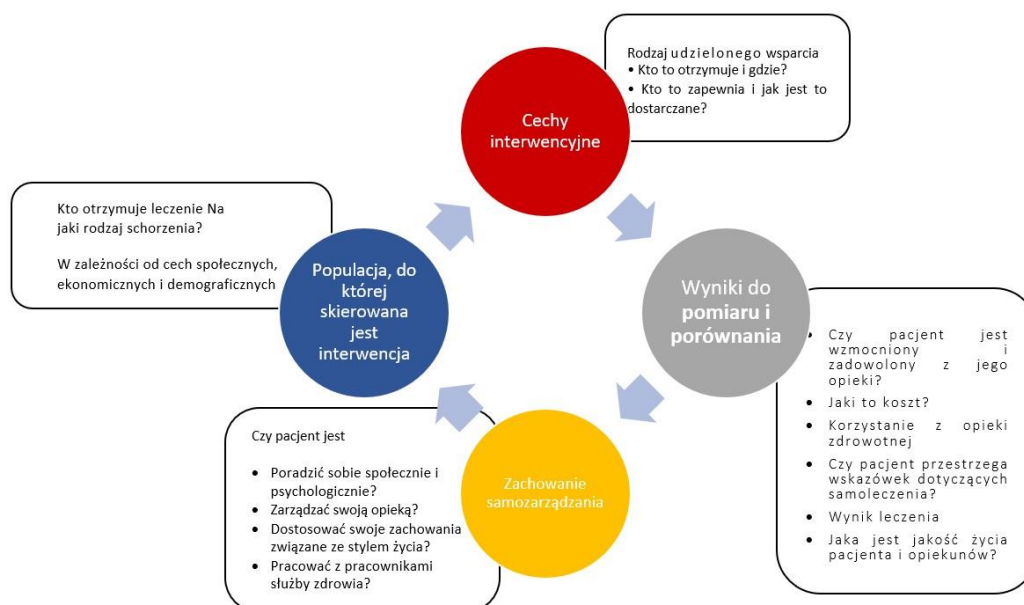 Rodzaj udzielonego wsparcia
• Kto to otrzymuje i gdzie?
• Kto to zapewnia i jak jest to
dostarczane?
Cechy
interwencyjne
Kto otrzymuje leczenie Na
jaki rodzaj schorzenia?
W zależności od cech społecznych,
ekonomicznych i demograficznych
Populacja, do
której
skierowana
jest
interwencja
Wyniki do
pomiaru i
porównania
• Czy pacjent jest
wzmocniony i
zadowolony z jego
opieki?
• Jaki to koszt?
• Korzystanie z opieki
zdrowotnej
• Czy pacjent przestrzega
wskazówek dotyczących
samoleczenia?
• Wynik leczenia
• Jaka jest jakość życia
pacjenta i opiekunów?
Czy pacjent jest
• Poradzić sobie społecznie i
psychologicznie?
• Zarządzać swoją opieką?
• Dostosować swoje zachowania
związane ze stylem życia?
• Pracować z pracownikami
służby zdrowia?
Zachowanie
samozarządzania